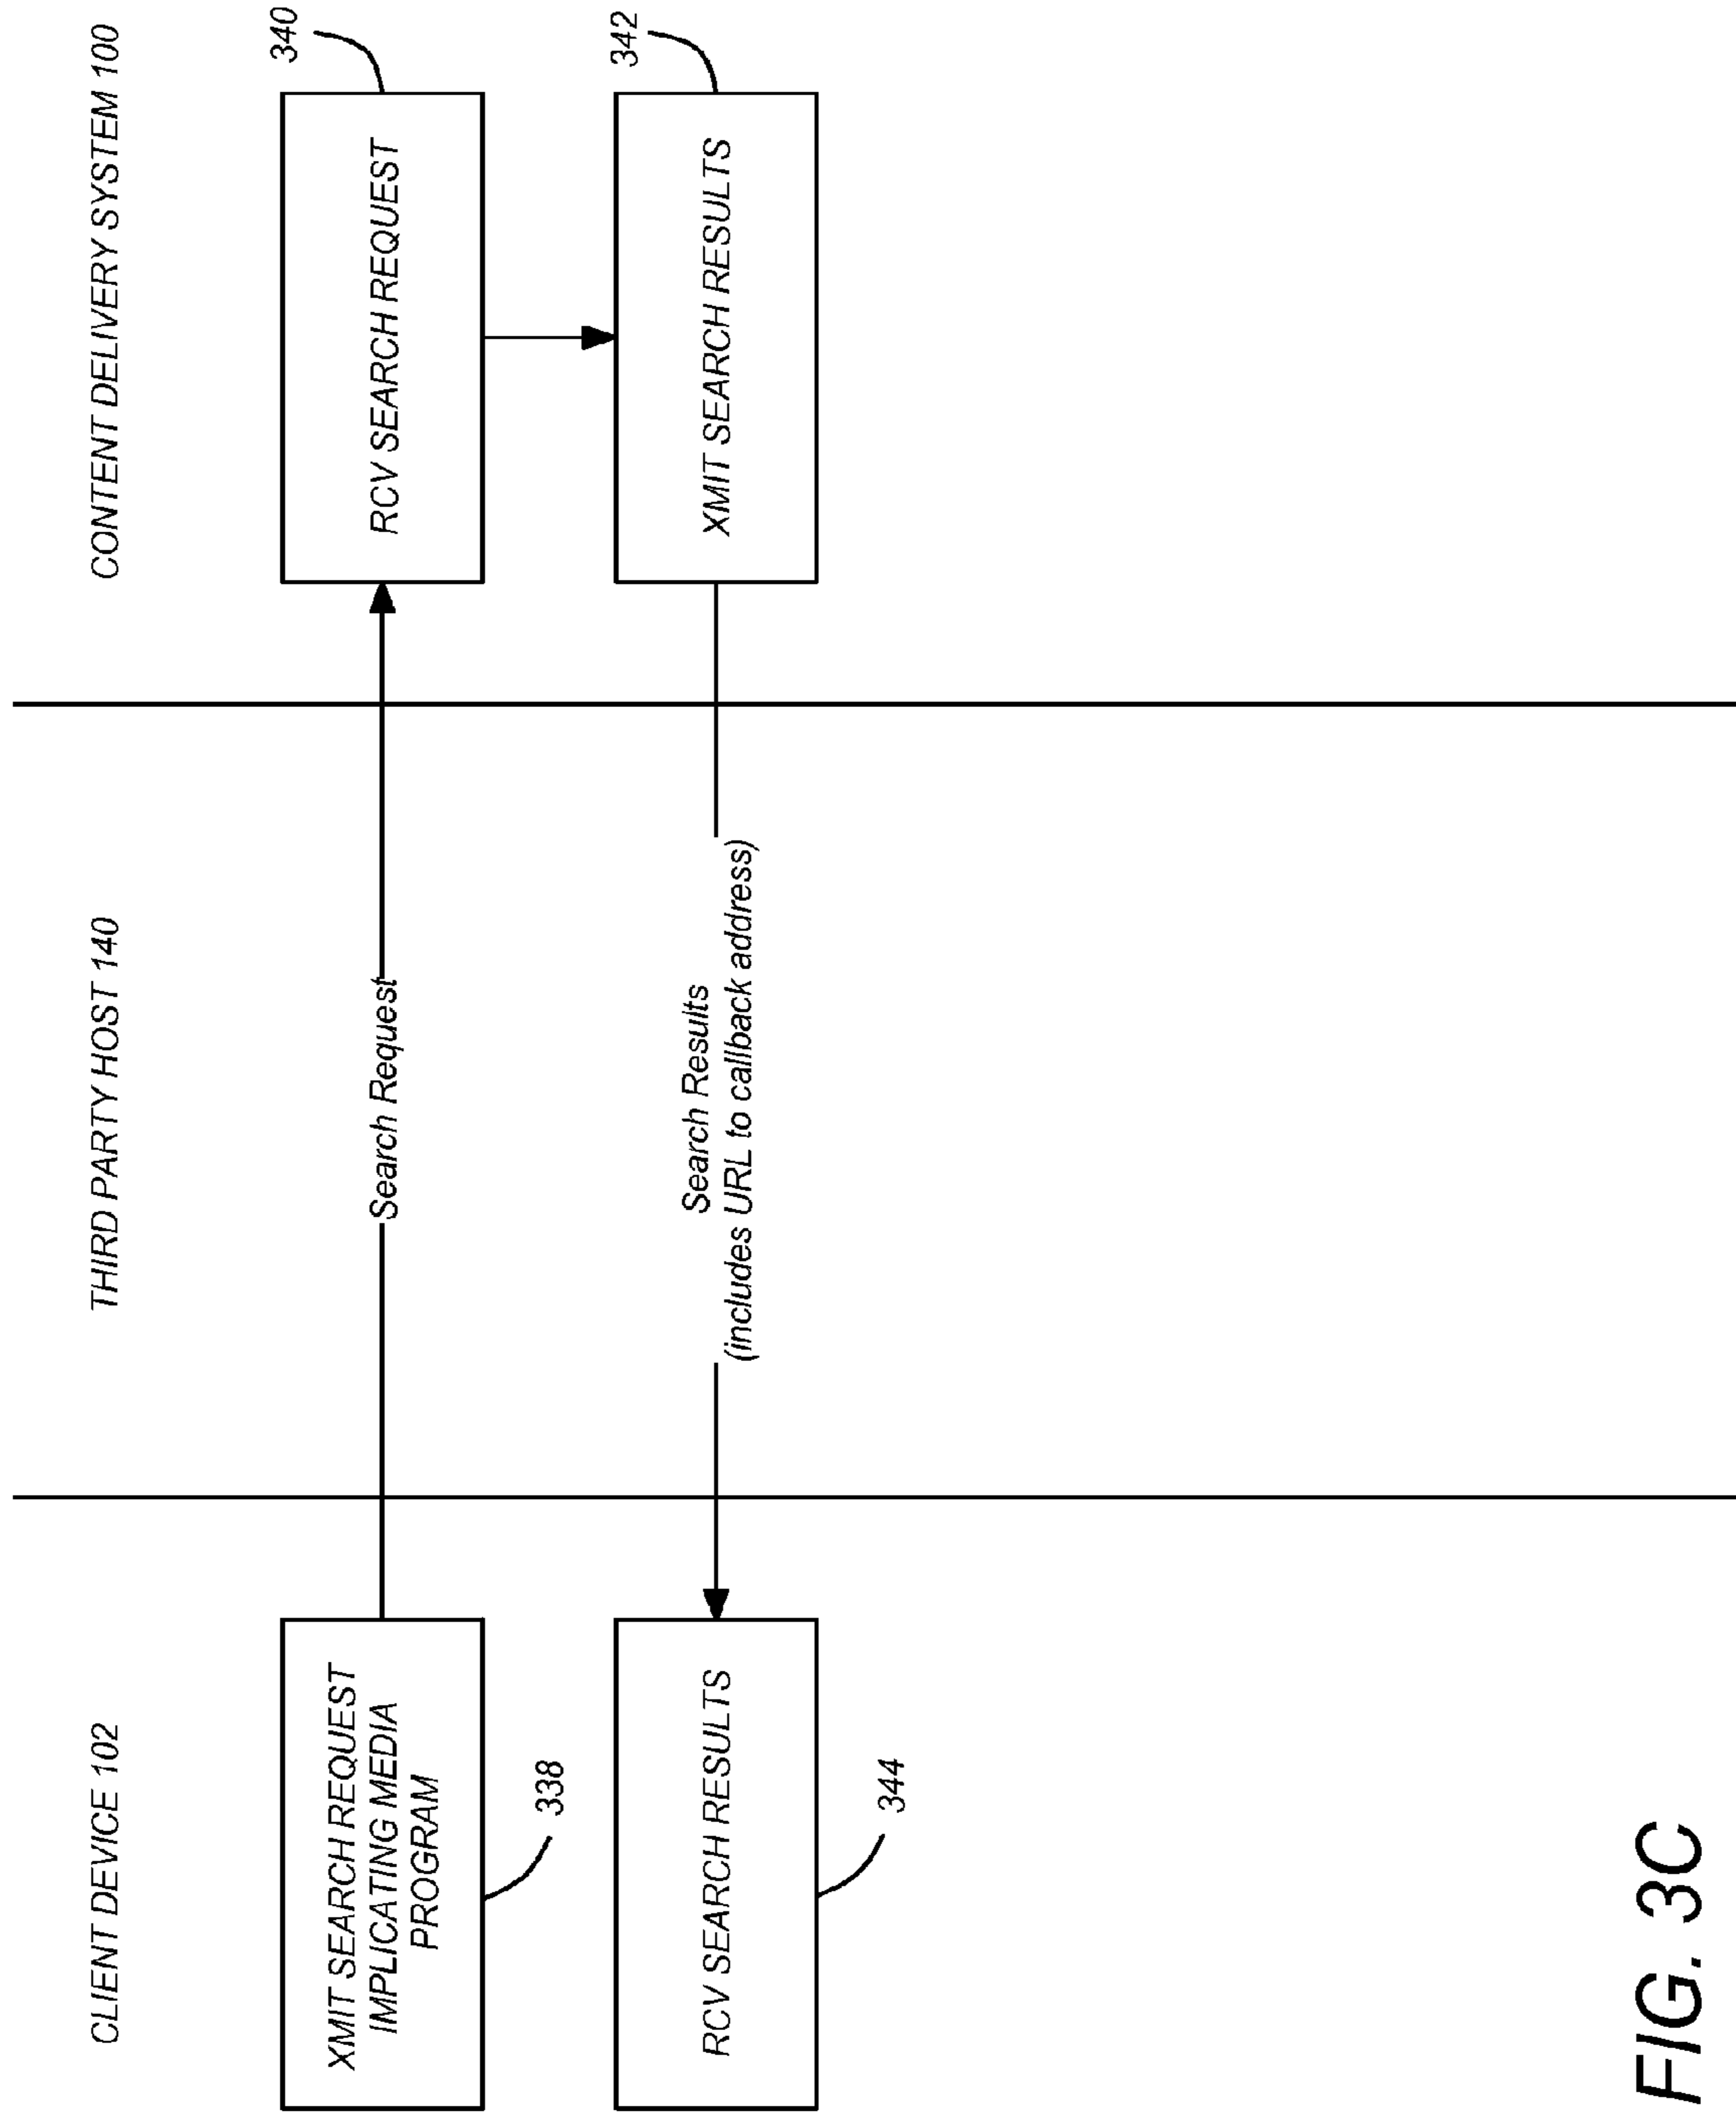 CLIENT DEVICE 102
THIRD PARTY HOST 140
CONTENT DELIVERY SYSTEM 100
XMIT SEARCH REQUEST
IMPLICATING MEDIA
PROGRAM
338
Search Request
RCV SEARCH REQUEST
340
RCV SEARCH RESULTS
344
Search Results
(includes URL to callback address)
XMIT SEARCH RESULTS
342
FIG. 3C